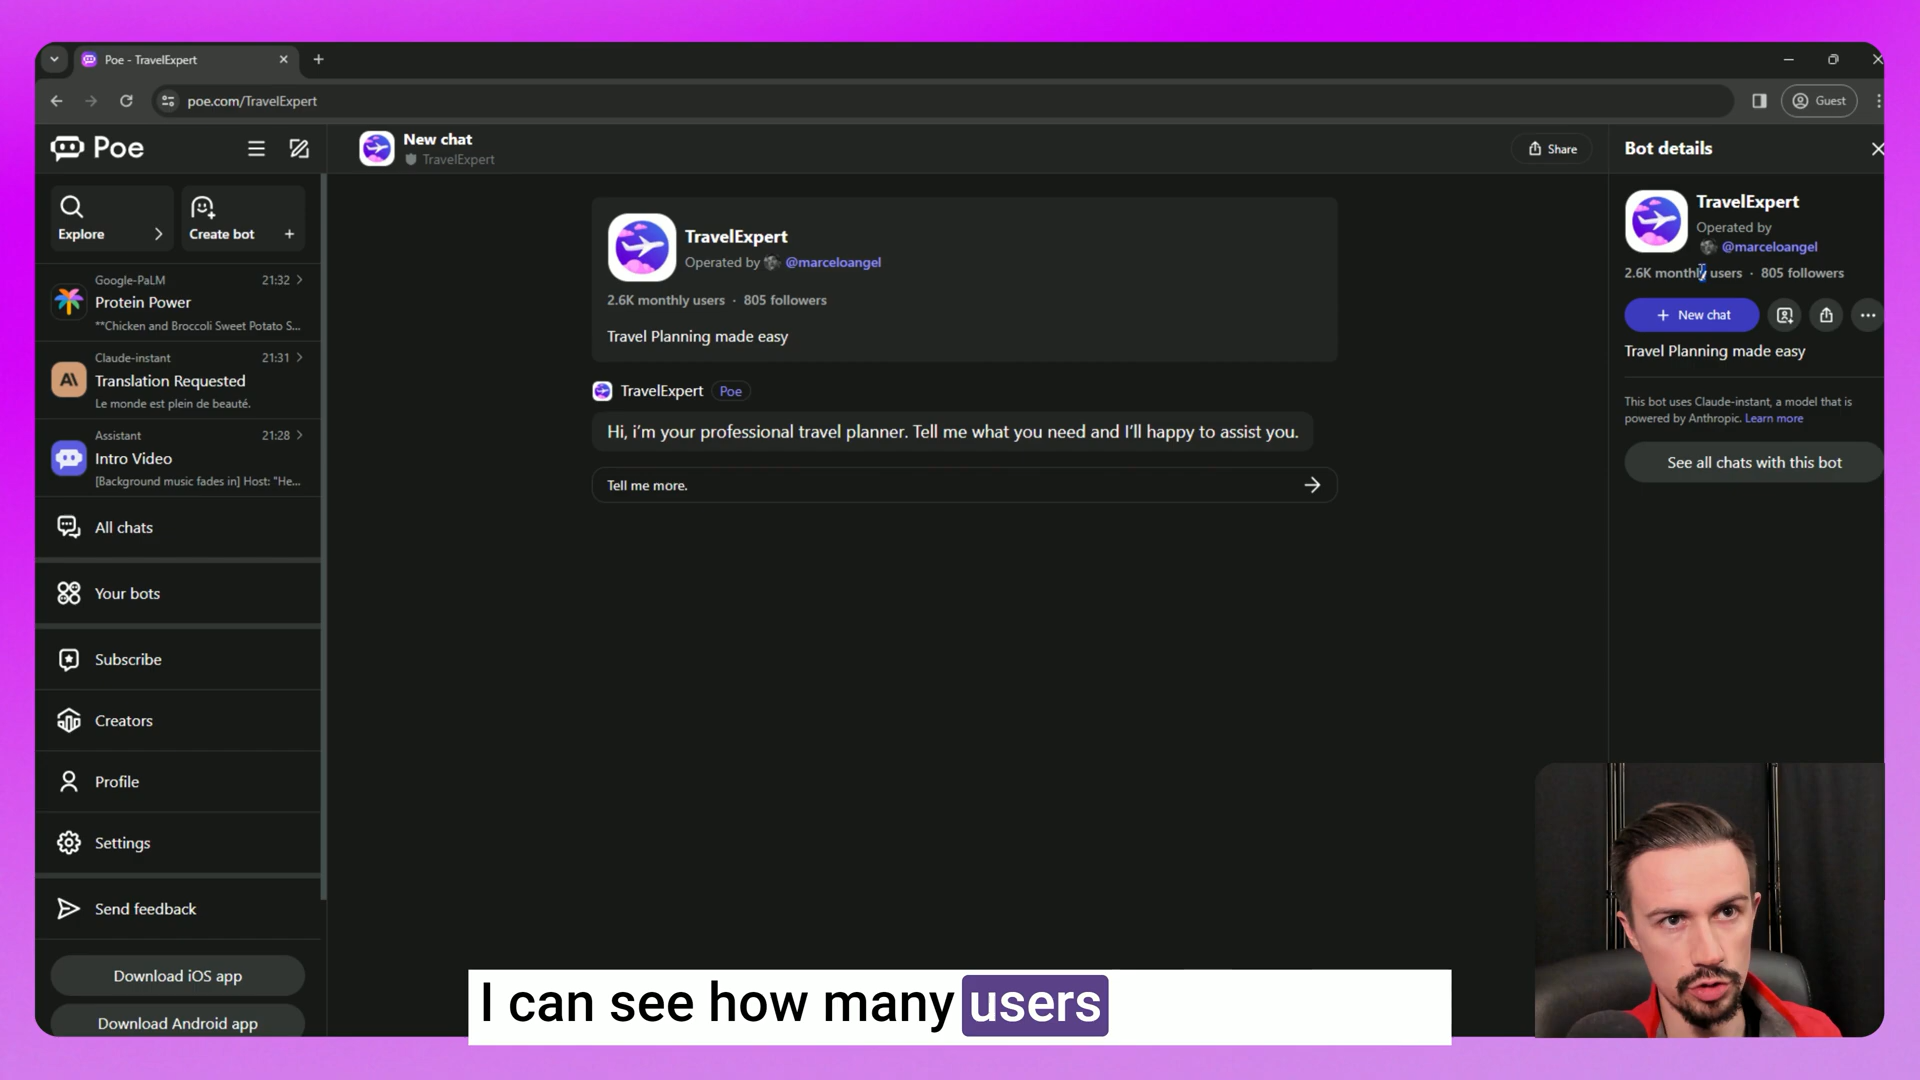 Poe - TravelExpert
poe.com/TravelExpert
Guest
Poe
New chat
TravelExpert
Share
Bot details
Explore
Create bot
TravelExpert
Operated by @marceloangel
2.6K monthly users · 805 followers
Travel Planning made easy
TravelExpert
Operated by
@marceloangel
2.6K monthly users · 805 followers
New chat
Travel Planning made easy
This bot uses Claude-instant, a model that is
powered by Anthropic. Learn more
See all chats with this bot
Google-PaLM 21:32
Protein Power
**Chicken and Broccoli Sweet Potato S...
Claude-instant 21:31
AI Translation Requested
Le monde est plein de beauté.
Assistant 21:28
Intro Video
[Background music fades in] Host: "He...
All chats
Your bots
Subscribe
Creators
Profile
Settings
Send feedback
Download iOS app
Download Android app
TravelExpert Poe
Hi, i'm your professional travel planner. Tell me what you need and I'll happy to assist you.
Tell me more.
I can see how many users